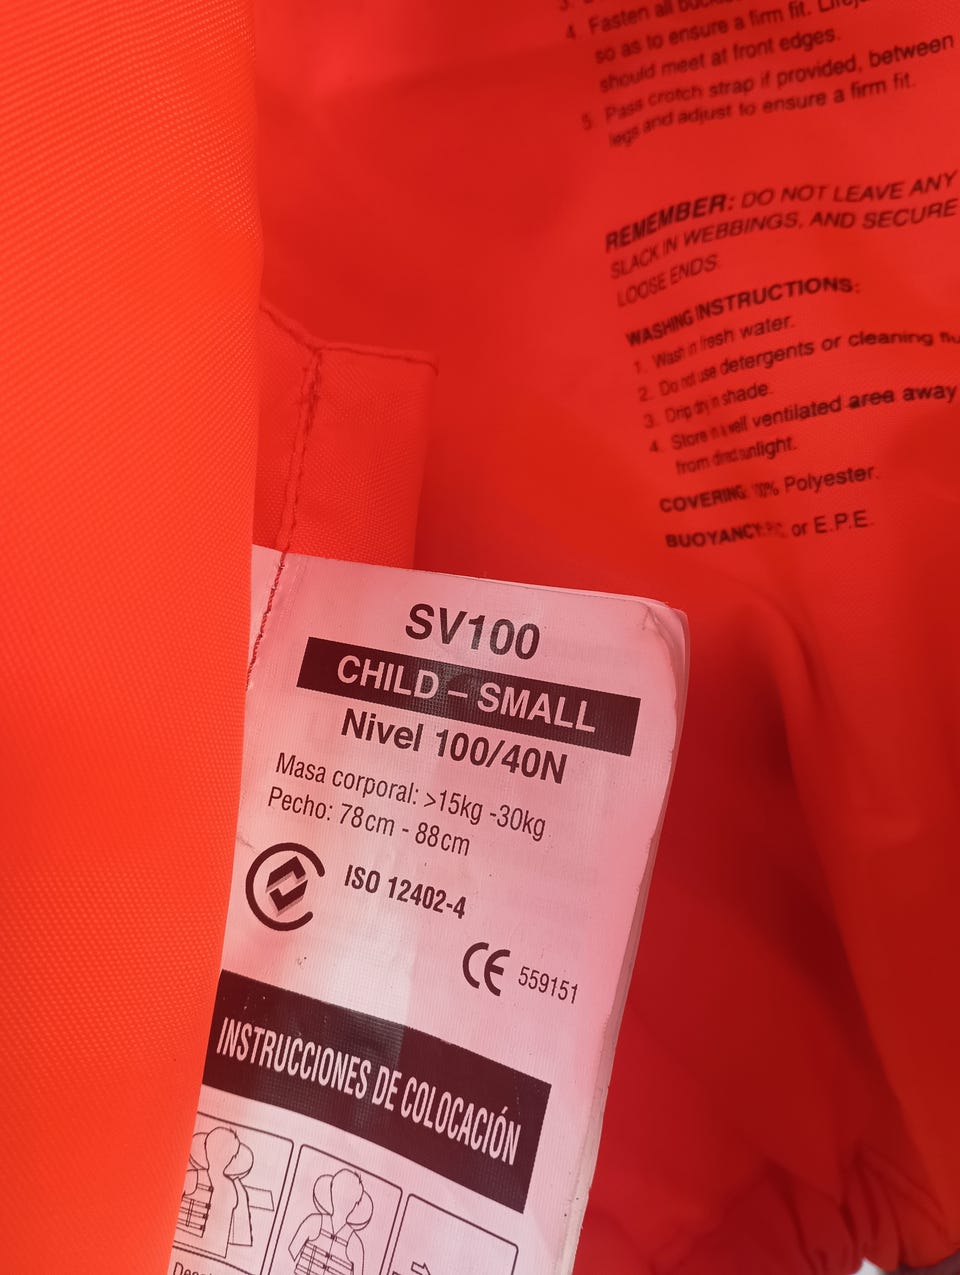 4. Fasten all
so as to ensure a firm fit.
should meet at front edges.
5. Pass crotch strap if provided, between
legs and adjust to ensure a firm fit.
REMEMBER: DO NOT LEAVE ANY
SLACK IN WEBBINGS, AND SECURE
LOOSE ENDS.
WASHING INSTRUCTIONS:
1. Wash in fresh water.
2. Do not use detergents or cleaning
3. Drip dry in shade.
4. Store in a well ventilated area away
from direct sunlight.
COVERING: 100% Polyester.
BUOYANCY: or E.P.E.
SV100
CHILD – SMALL
Nivel 100/40N
Masa corporal: >15kg -30kg
Pecho: 78cm - 88cm
ISO 12402-4
CE 559151
INSTRUCCIONES DE COLOCACIÓN